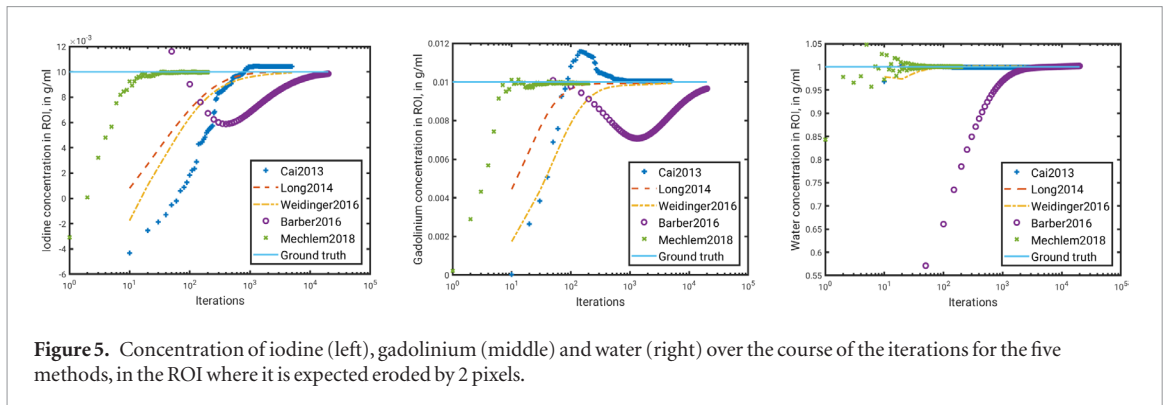 ×10⁻³
12
10
8
6
4
2
0
-2
-4
-6
Iodine concentration in ROI, in g/ml
10⁰ 10¹ 10² 10³ 10⁴ 10⁵
Iterations
Cai2013
Long2014
Weidinger2016
Barber2016
Mechlem2018
Ground truth
0.012
0.01
0.008
0.006
0.004
0.002
0
Gadolinium concentration in ROI, in g/ml
10⁰ 10¹ 10² 10³ 10⁴ 10⁵
Iterations
Cai2013
Long2014
Weidinger2016
Barber2016
Mechlem2018
Ground truth
1.05
1
0.95
0.9
0.85
0.8
0.75
0.7
0.65
0.6
0.55
Water concentration in ROI, in g/ml
10⁰ 10¹ 10² 10³ 10⁴ 10⁵
Iterations
Cai2013
Long2014
Weidinger2016
Barber2016
Mechlem2018
Ground truth
Figure 5. Concentration of iodine (left), gadolinium (middle) and water (right) over the course of the iterations for the five
methods, in the ROI where it is expected eroded by 2 pixels.